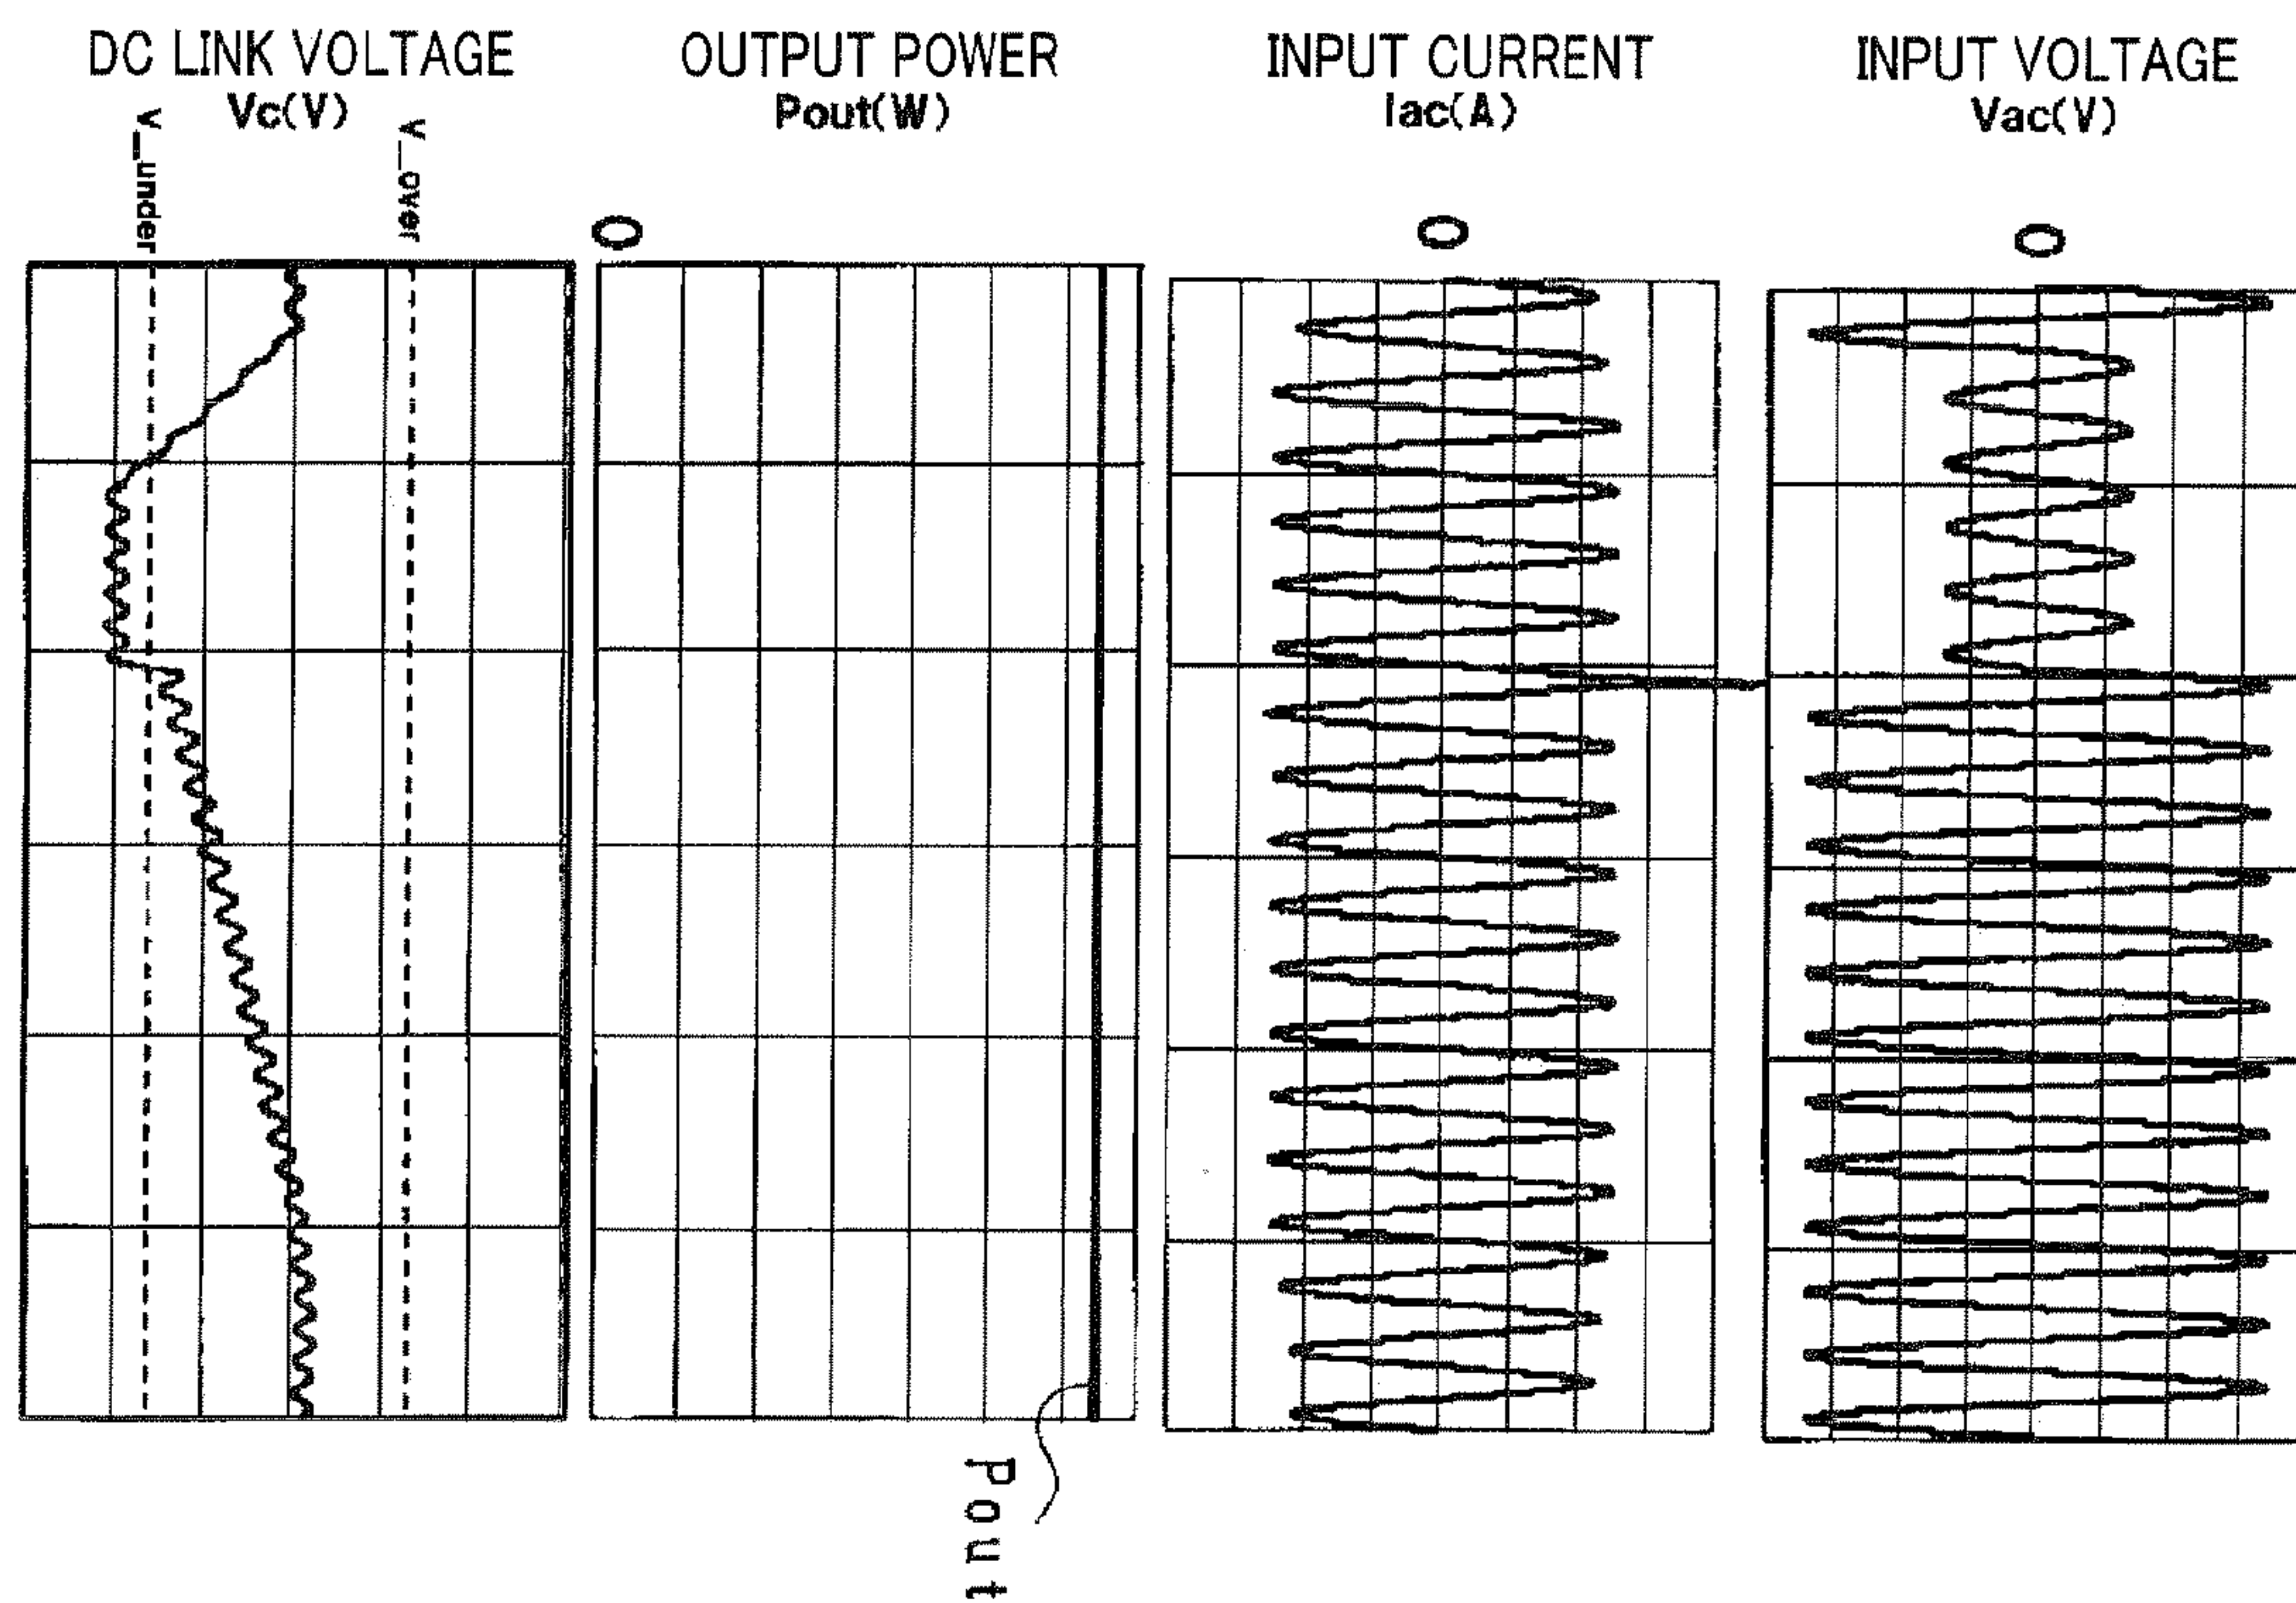 DC LINK VOLTAGE
Vc(V)
V_under
V_over
OUTPUT POWER
Pout(W)
0
INPUT CURRENT
Iac(A)
0
INPUT VOLTAGE
Vac(V)
0
Pout